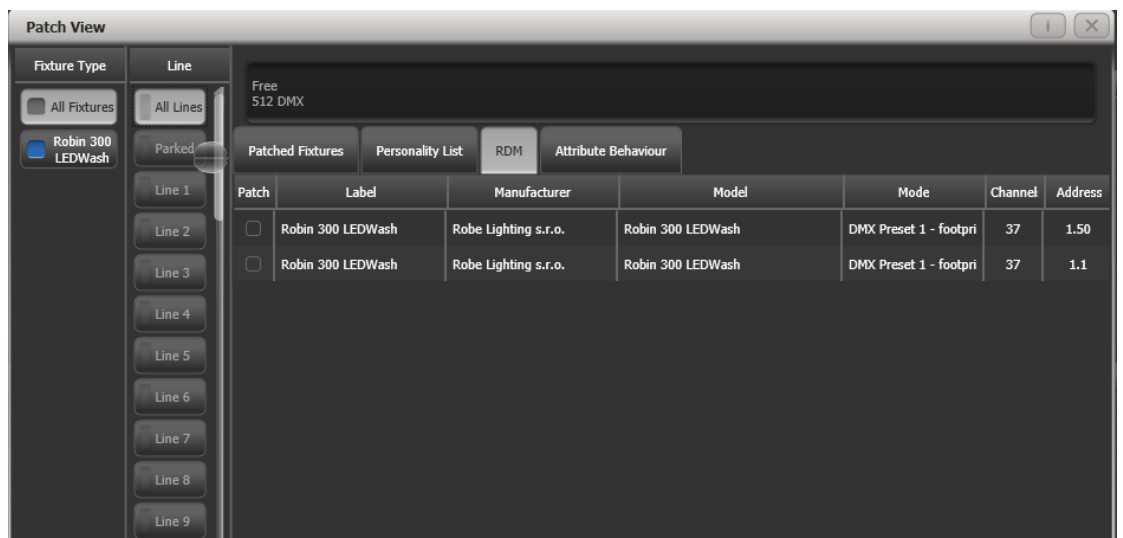 Patch View
i
Fixture Type
Line
All Fixtures
Robin 300
LEDWash
All Lines
Parked
Line 1
Line 2
Line 3
Line 4
Line 5
Line 6
Line 7
Line 8
Line 9
Free
512 DMX
Patched Fixtures Personality List RDM Attribute Behaviour
Patch Label Manufacturer Model Mode Channel Address
Robin 300 LEDWash Robe Lighting s.r.o. Robin 300 LEDWash DMX Preset 1 - footpri 37 1.50
Robin 300 LEDWash Robe Lighting s.r.o. Robin 300 LEDWash DMX Preset 1 - footpri 37 1.1